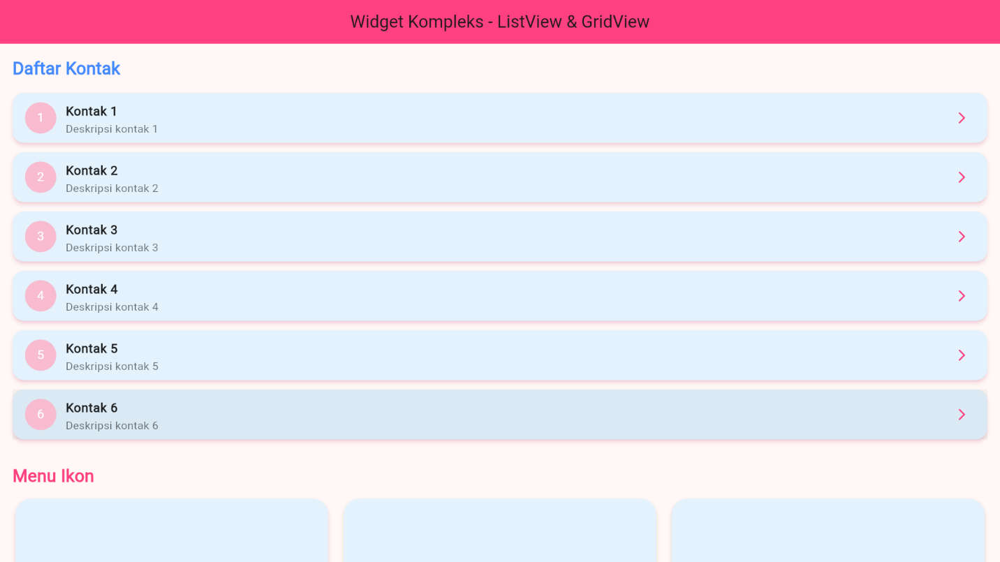 Widget Kompleks - ListView & GridView
Daftar Kontak
1
Kontak 1
Deskripsi kontak 1
2
Kontak 2
Deskripsi kontak 2
3
Kontak 3
Deskripsi kontak 3
4
Kontak 4
Deskripsi kontak 4
5
Kontak 5
Deskripsi kontak 5
6
Kontak 6
Deskripsi kontak 6
Menu Ikon